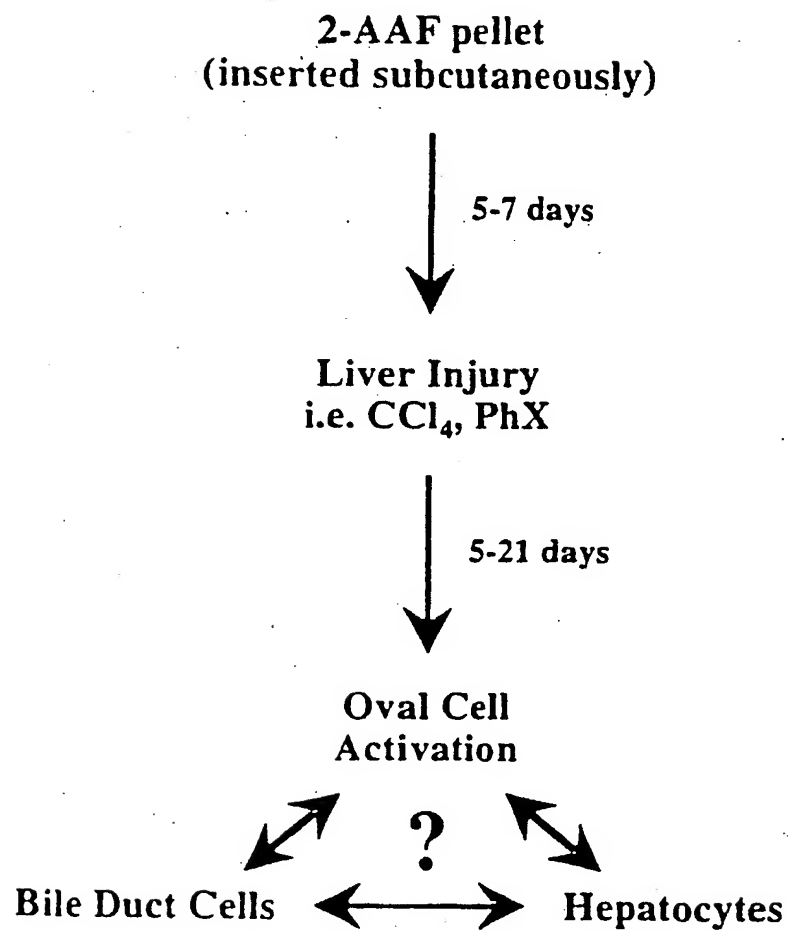 2-AAF pellet
(inserted subcutaneously)
5-7 days
Liver Injury
i.e. CCl₄, PhX
5-21 days
Oval Cell
Activation
?
Bile Duct Cells
Hepatocytes